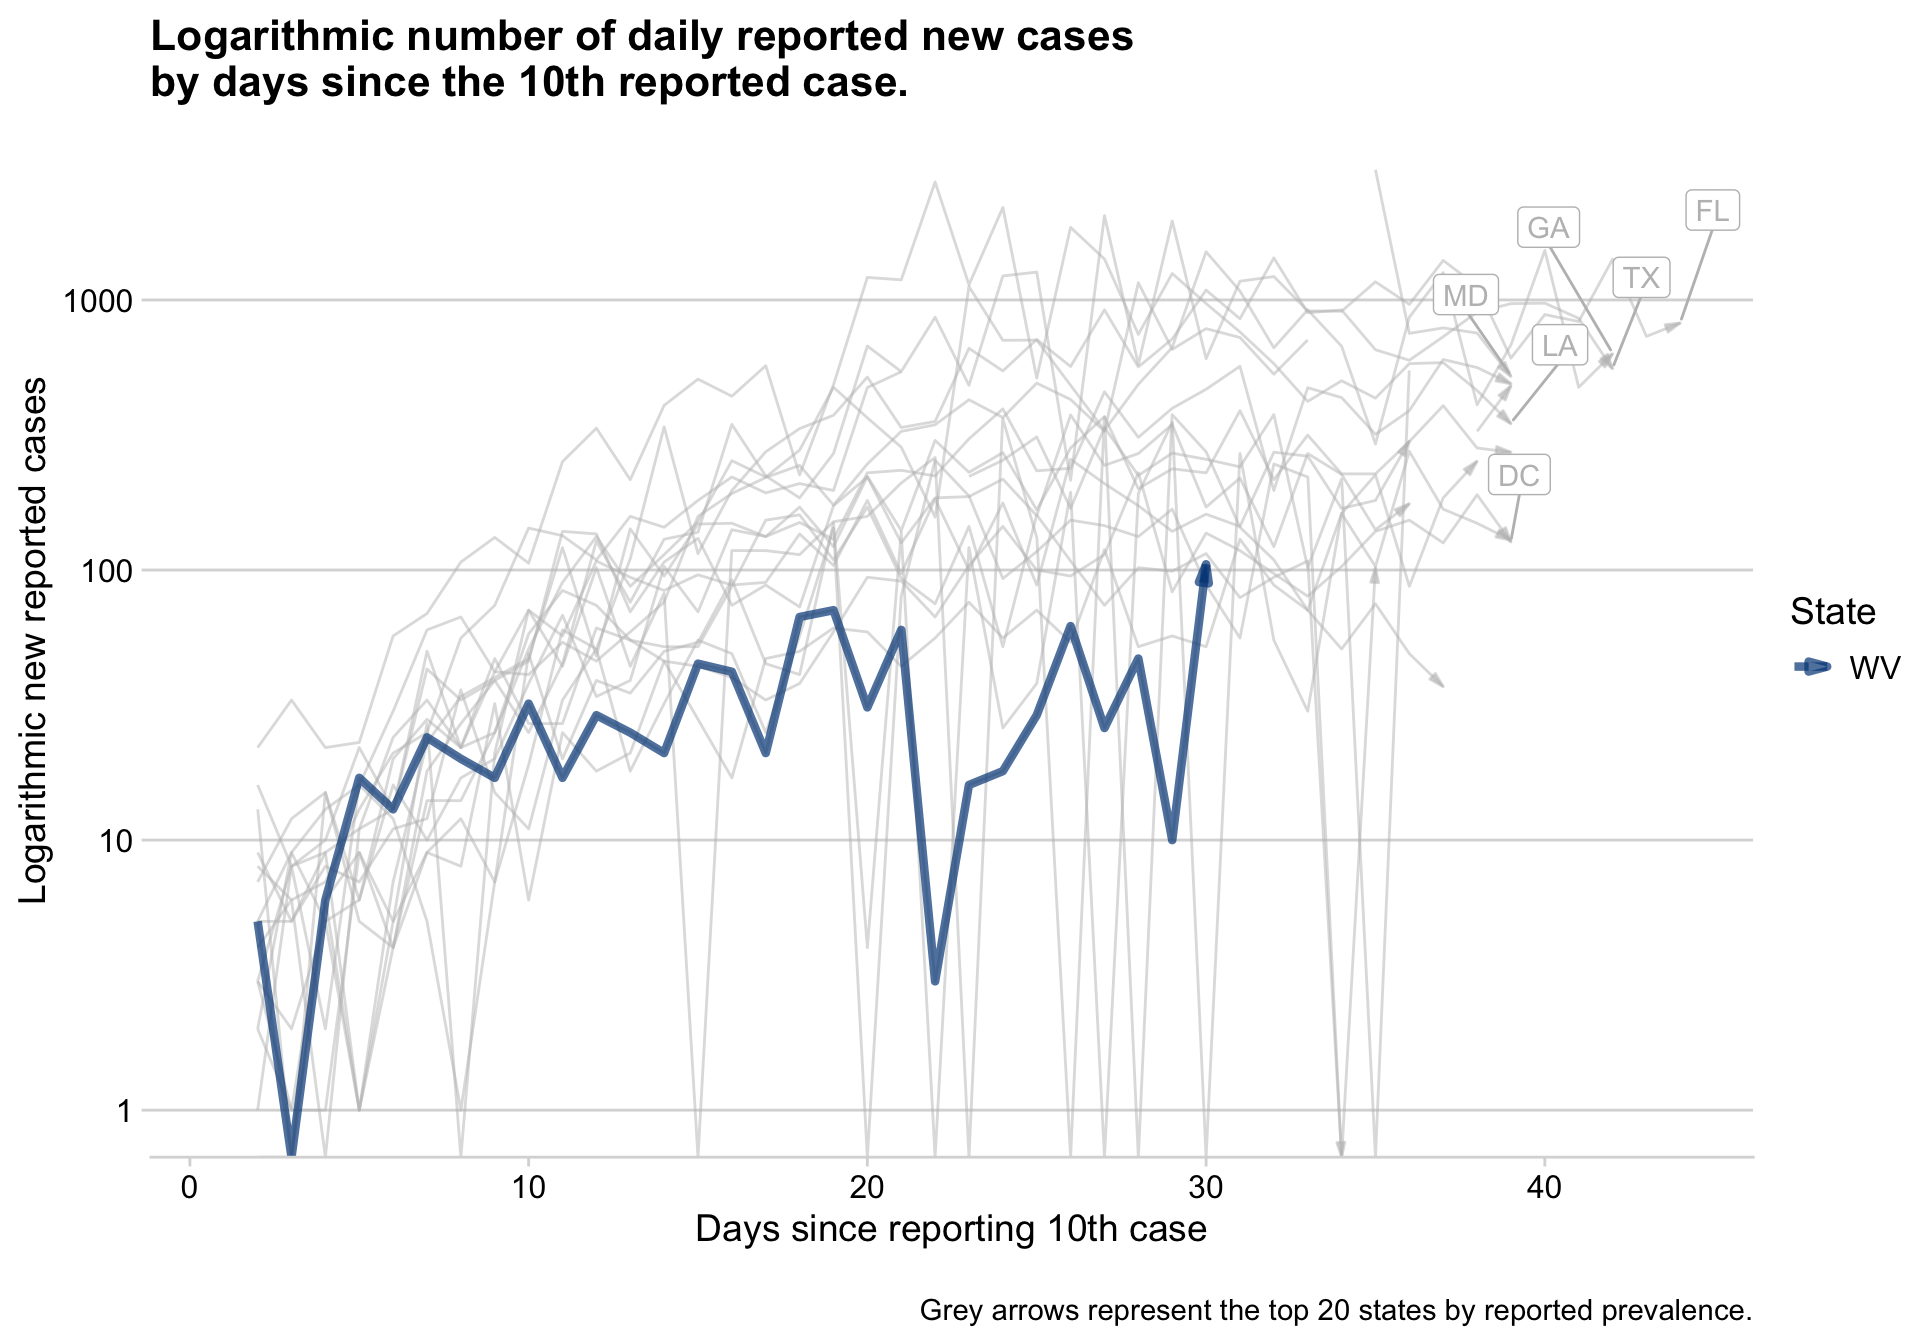 Logarithmic number of daily reported new cases
by days since the 10th reported case.
Logarithmic new reported cases
1000
100
10
1
FL
GA
TX
MD
LA
DC
State
WV
0
10
20
30
40
Days since reporting 10th case
Grey arrows represent the top 20 states by reported prevalence.